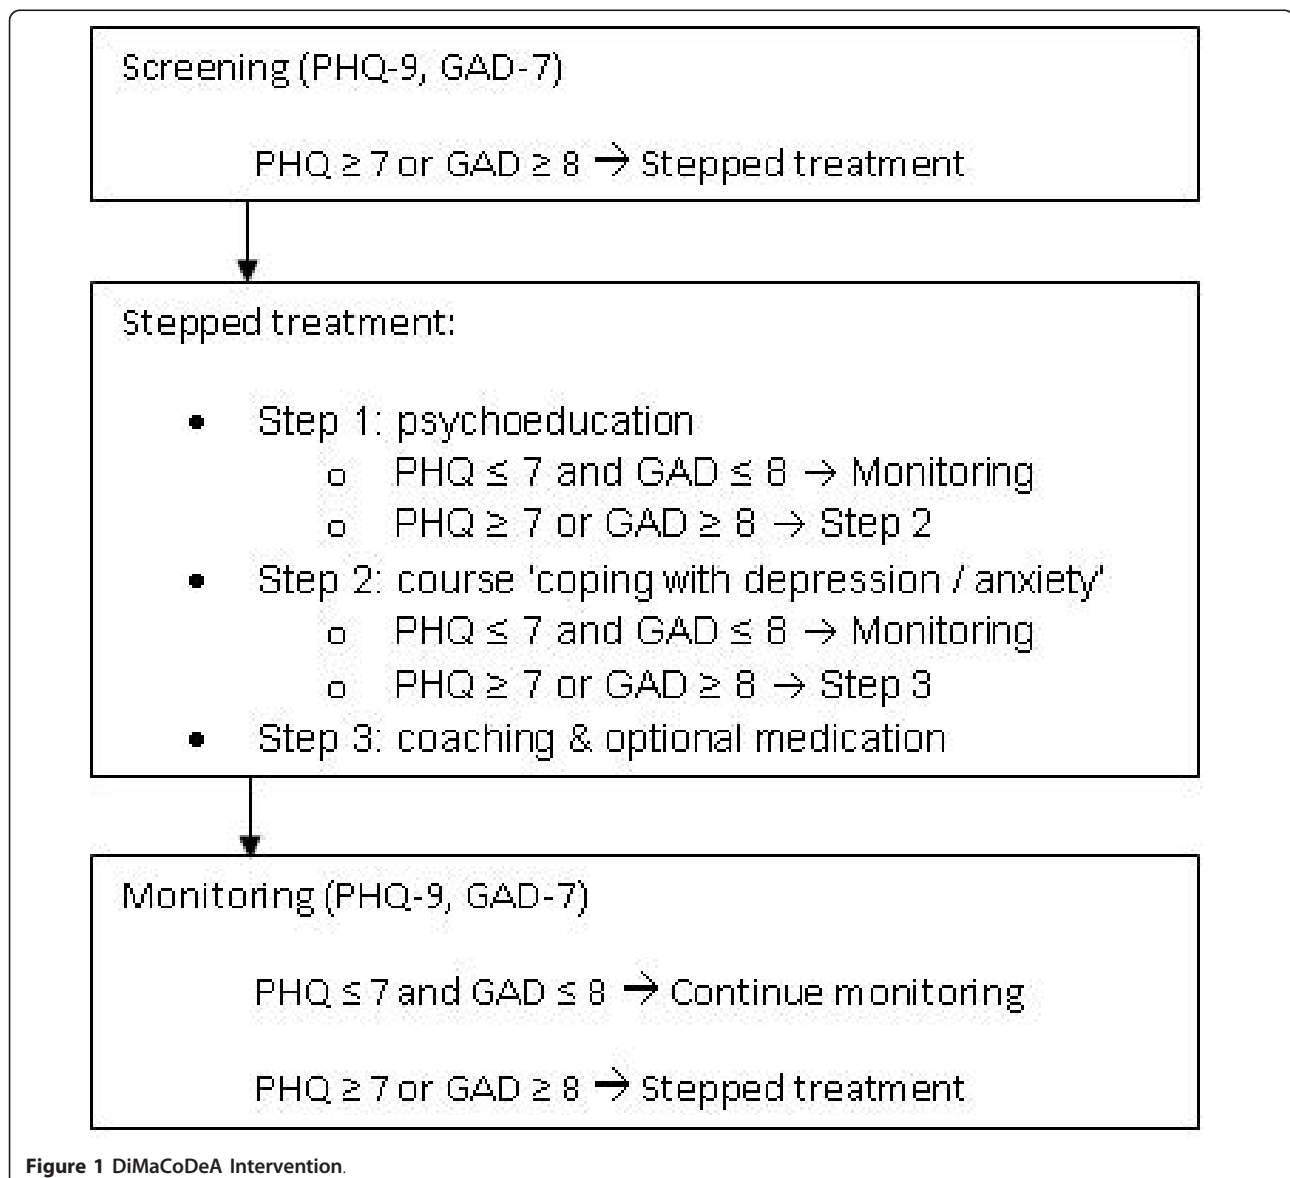 Screening (PHQ-9, GAD-7)
PHQ ≥ 7 or GAD ≥ 8 → Stepped treatment
Stepped treatment:
• Step 1: psychoeducation
o PHQ ≤ 7 and GAD ≤ 8 → Monitoring
o PHQ ≥ 7 or GAD ≥ 8 → Step 2
• Step 2: course 'coping with depression / anxiety'
o PHQ ≤ 7 and GAD ≤ 8 → Monitoring
o PHQ ≥ 7 or GAD ≥ 8 → Step 3
• Step 3: coaching & optional medication
Monitoring (PHQ-9, GAD-7)
PHQ ≤ 7 and GAD ≤ 8 → Continue monitoring
PHQ ≥ 7 or GAD ≥ 8 → Stepped treatment
Figure 1 DiMaCoDeA Intervention.